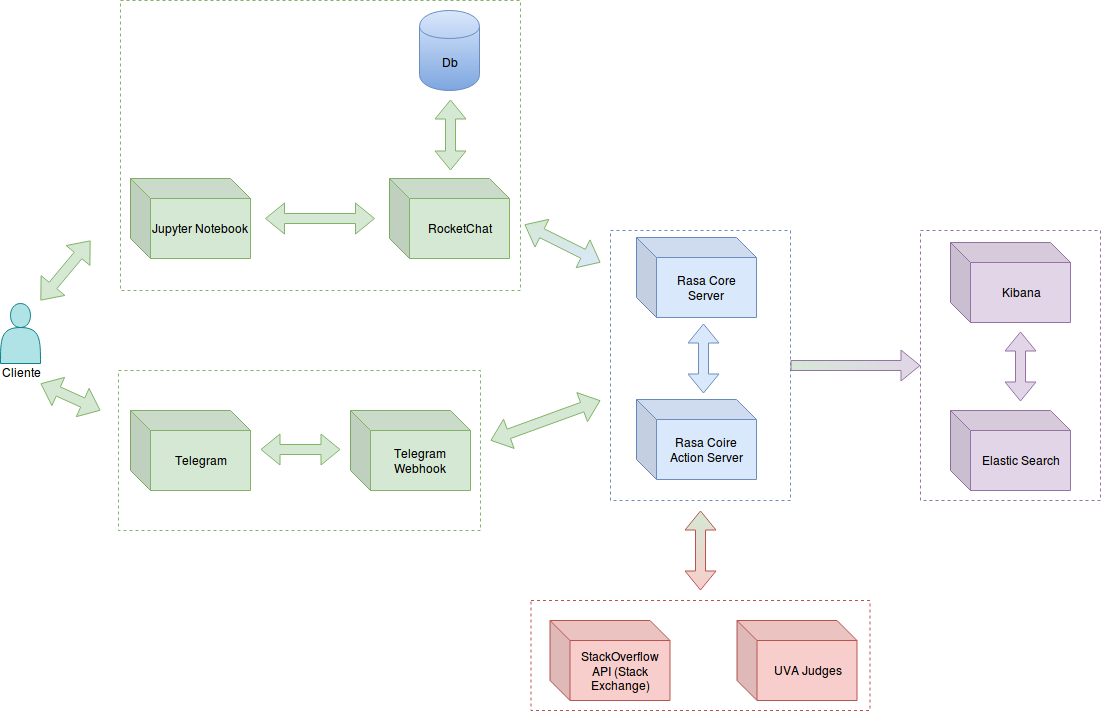 Db
Jupyter Notebook
RocketChat
Rasa Core
Server
Kibana
Cliente
Telegram
Telegram
Webhook
Rasa Coire
Action Server
Elastic Search
StackOverflow
API (Stack
Exchange)
UVA Judges